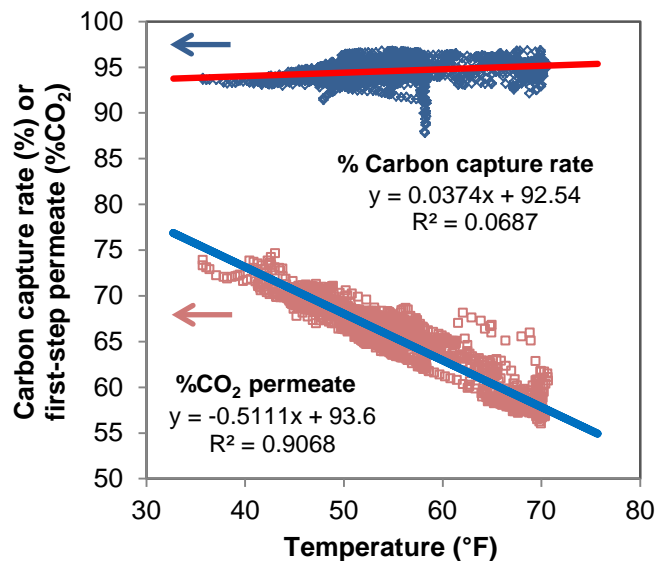 Carbon capture rate (%) or
first-step permeate (%CO₂)
100
95
90
85
80
75
70
65
60
55
50
% Carbon capture rate
y = 0.0374x + 92.54
R² = 0.0687
%CO₂ permeate
y = -0.5111x + 93.6
R² = 0.9068
30 40 50 60 70 80
Temperature (°F)